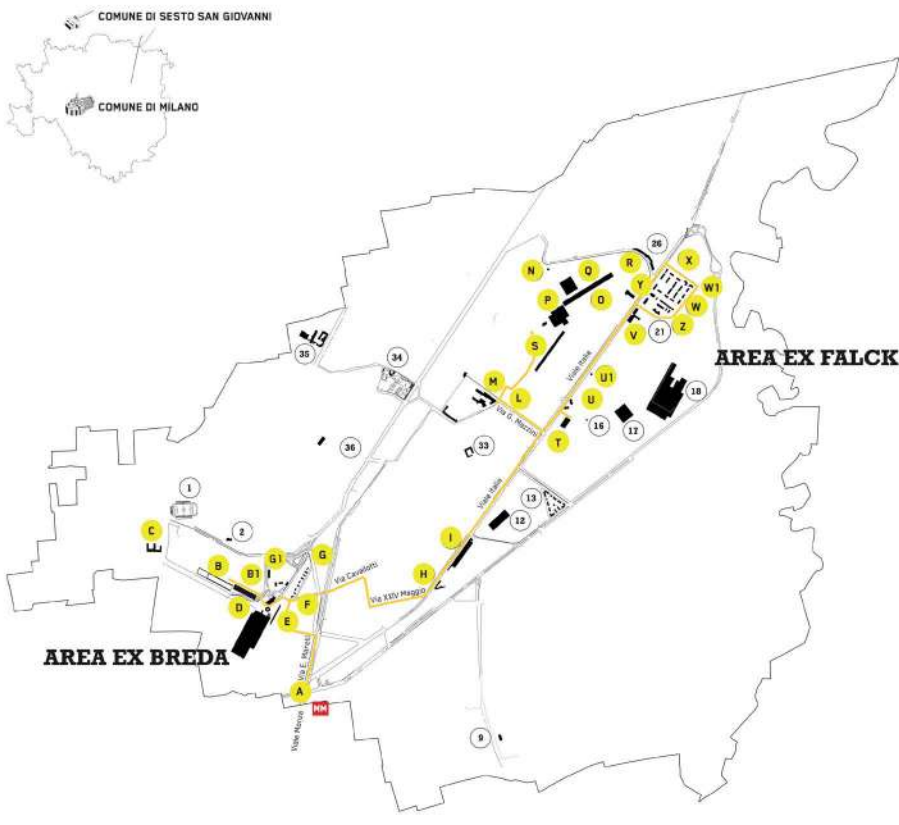 COMUNE DI SESTO SAN GIOVANNI
COMUNE DI MILANO
26
N
Q
R
X
Y
W1
P
O
W
V
21
Z
35
S
AREA EX FALCK
34
Viale Italia
M
U1
L
U
18
Via G. Mazzini
16
17
36
33
T
1
Viale Italia
13
C
2
12
I
B
G1
G
B1
Via Cavallotti
H
D
F
Via XXIV Maggio
E
AREA EX BREDA
Via E. Marelli
A
MM
Viale Monza
9